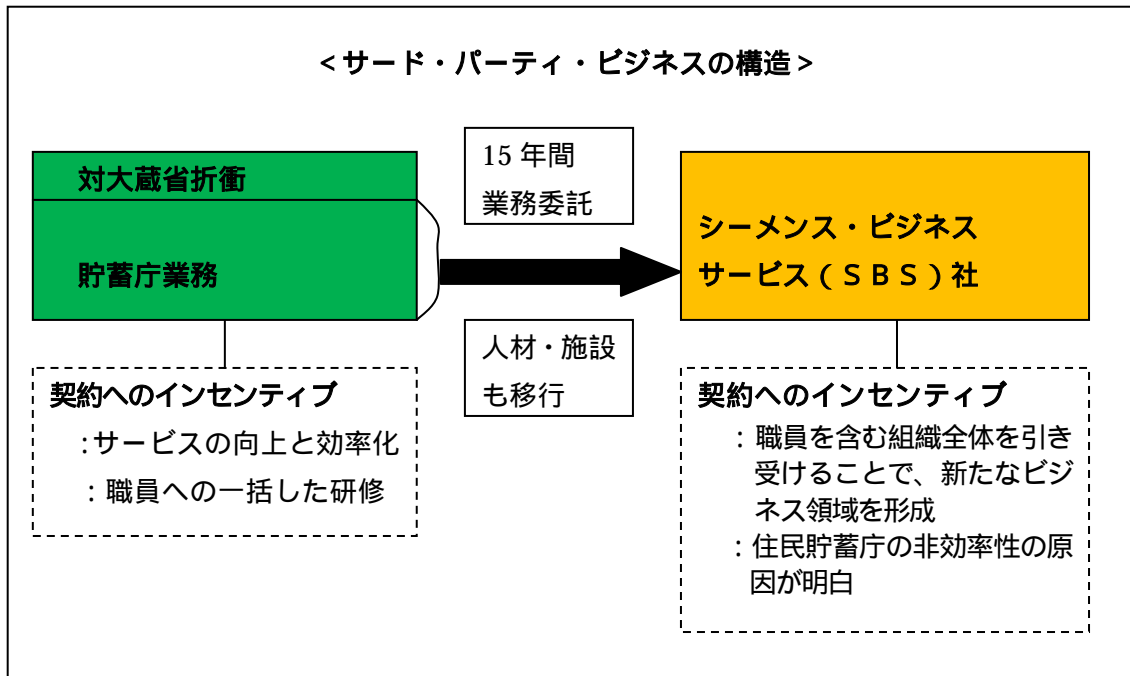 <サード・パーティ・ビジネスの構造>
対大蔵省折衝
貯蓄庁業務
15年間
業務委託
人材・施設
も移行
シーメンス・ビジネス
サービス(SBS)社
契約へのインセンティブ
:サービスの向上と効率化
:職員への一括した研修
契約へのインセンティブ
:職員を含む組織全体を引き
受けることで、新たなビジ
ネス領域を形成
:住民貯蓄庁の非効率性の原
因が明白